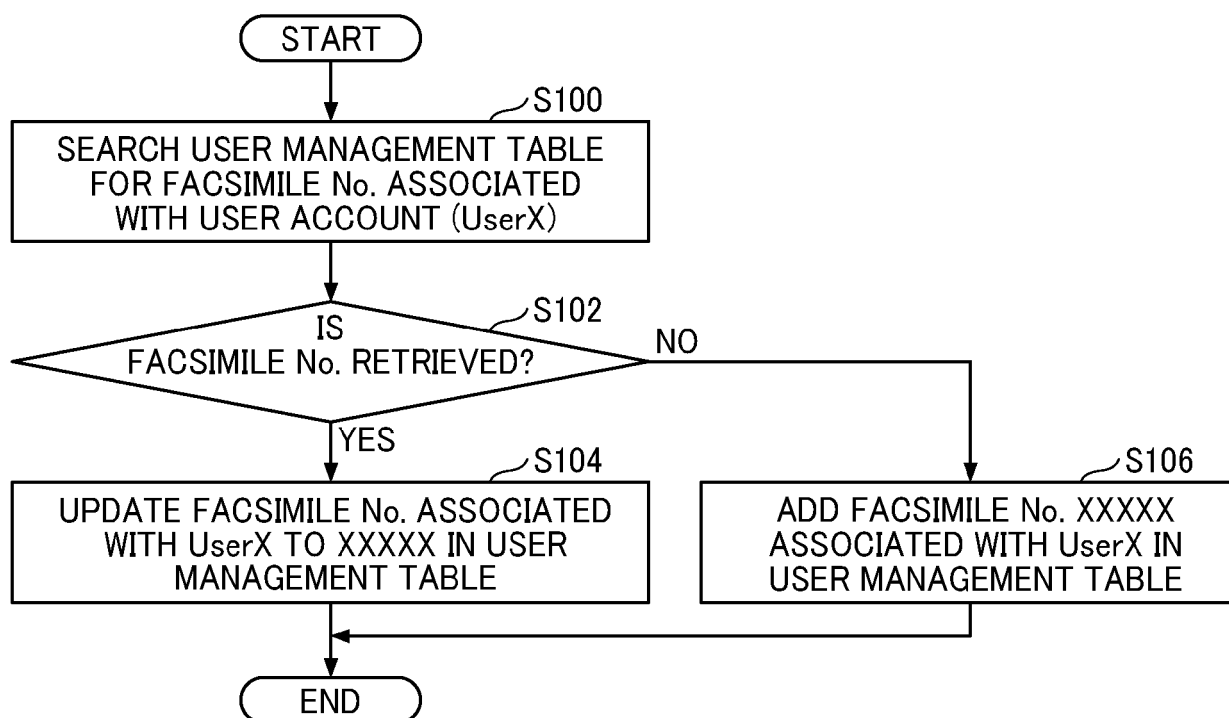 START
S100
SEARCH USER MANAGEMENT TABLE
FOR FACSIMILE No. ASSOCIATED
WITH USER ACCOUNT (UserX)
S102
IS
FACSIMILE No. RETRIEVED?
NO
YES
S104
UPDATE FACSIMILE No. ASSOCIATED
WITH UserX TO XXXXX IN USER
MANAGEMENT TABLE
S106
ADD FACSIMILE No. XXXXX
ASSOCIATED WITH UserX IN
USER MANAGEMENT TABLE
END